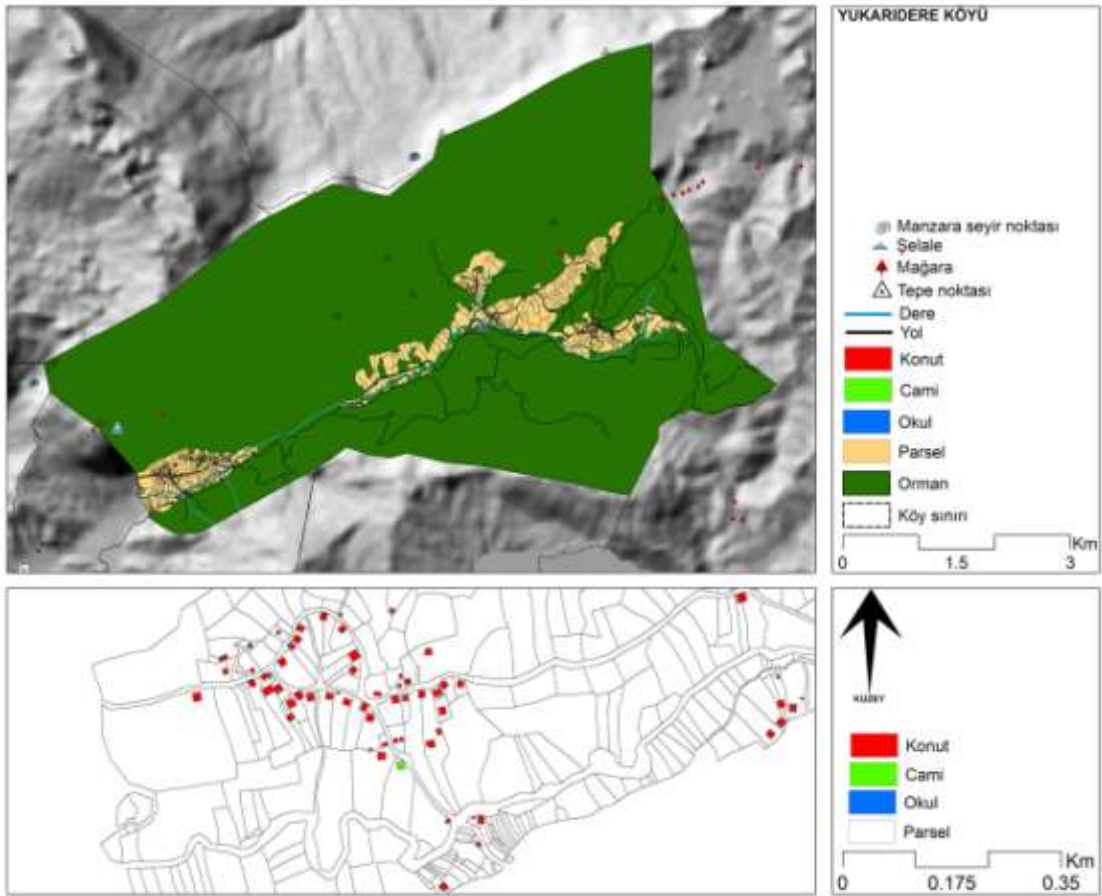 YUKARIDERE KÖYÜ
Manzara seyir noktası
Şelale
Mağara
Tepe noktası
Dere
Yol
Konut
Cami
Okul
Parsel
Orman
Köy sınırı
Km
0 1.5 3
KUZEY
Konut
Cami
Okul
Parsel
Km
0 0.175 0.35